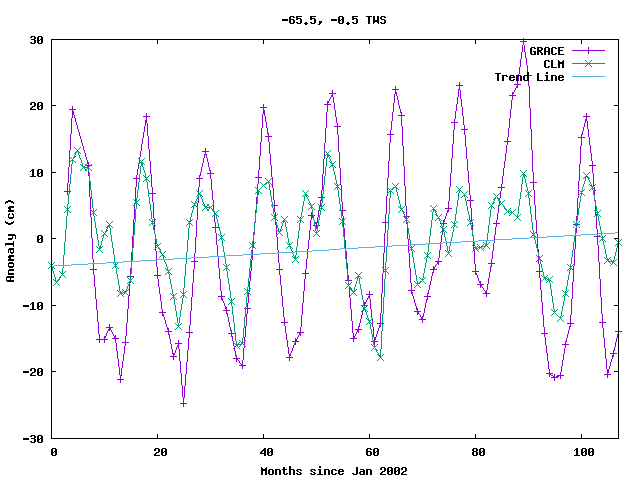 -65.5, -0.5 TWS
30
GRACE
CLM
Trend Line
20
10
0
-10
-20
-30
Anomaly (cm)
0 20 40 60 80 100
Months since Jan 2002